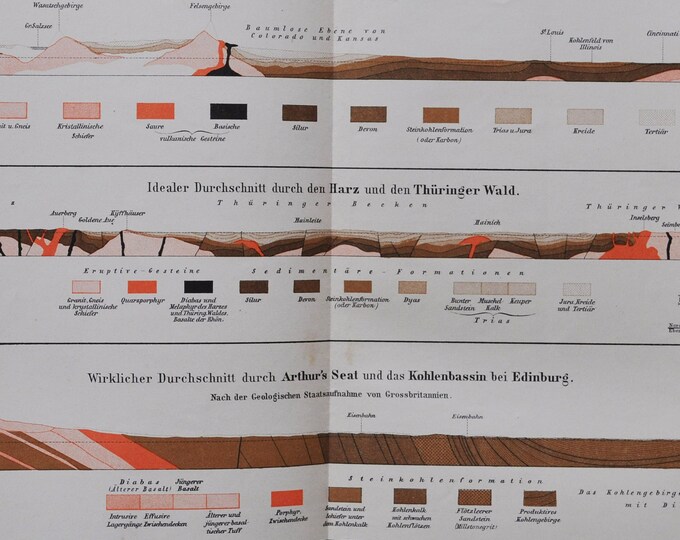 Wasatschgebirge
Felsengebirge
Baumlose Ebene von
Colorado und Kansas
St Louis
Kohlenfeld von
Illinois
Cincinnati
u. Gneis
Kristallinische
Schiefer
Saure
Basische
vulkanische Gesteine
Silur
Devon
Steinkohlenformation
(oder Karbon)
Trias u. Jura
Kreide
Tertiär
Idealer Durchschnitt durch den Harz und den Thüringer Wald.
Thüringer Becken
Thüringer W
Auerberg
Goldene Aue
Kyffhäuser
Hainleite
Hainich
Inselsberg
Eruptive-Gesteine
Sedimentäre-Formationen
Granit, Gneis
und krystallinische
Schiefer
Quarzporphyr
Diabas und
Melaphyr des Harzes
und Thüring. Waldes.
Basalte der Rhön.
Silur
Devon
Steinkohlenformation
(oder Karbon)
Dyas
Bunter
Sandstein
Muschel
Kalk
Keuper
Trias
Jura, Kreide
und Tertiär
Wirklicher Durchschnitt durch Arthur's Seat und das Kohlenbassin bei Edinburg.
Nach der Geologischen Staatsaufnahme von Grossbritannien.
Eisenbahn
Eisenbahn
Diabas
(Älterer Basalt)
Jüngerer
Basalt
Steinkohlenformation
Intrusive
Lagergänge
Effusive
Zwischendecken
Älterer und
jüngerer basal-
tischer Tuff
Porphyr.
Zwischendecke
Sandstein und
Schiefer unter
dem Kohlenkalk
Kohlenkalk
mit schwachen
Kohlenflötzen
Flötzleerer
Sandstein
(Millstonegrit)
Produktives
Kohlengebirge
Das Kohlengebirge
mit Di